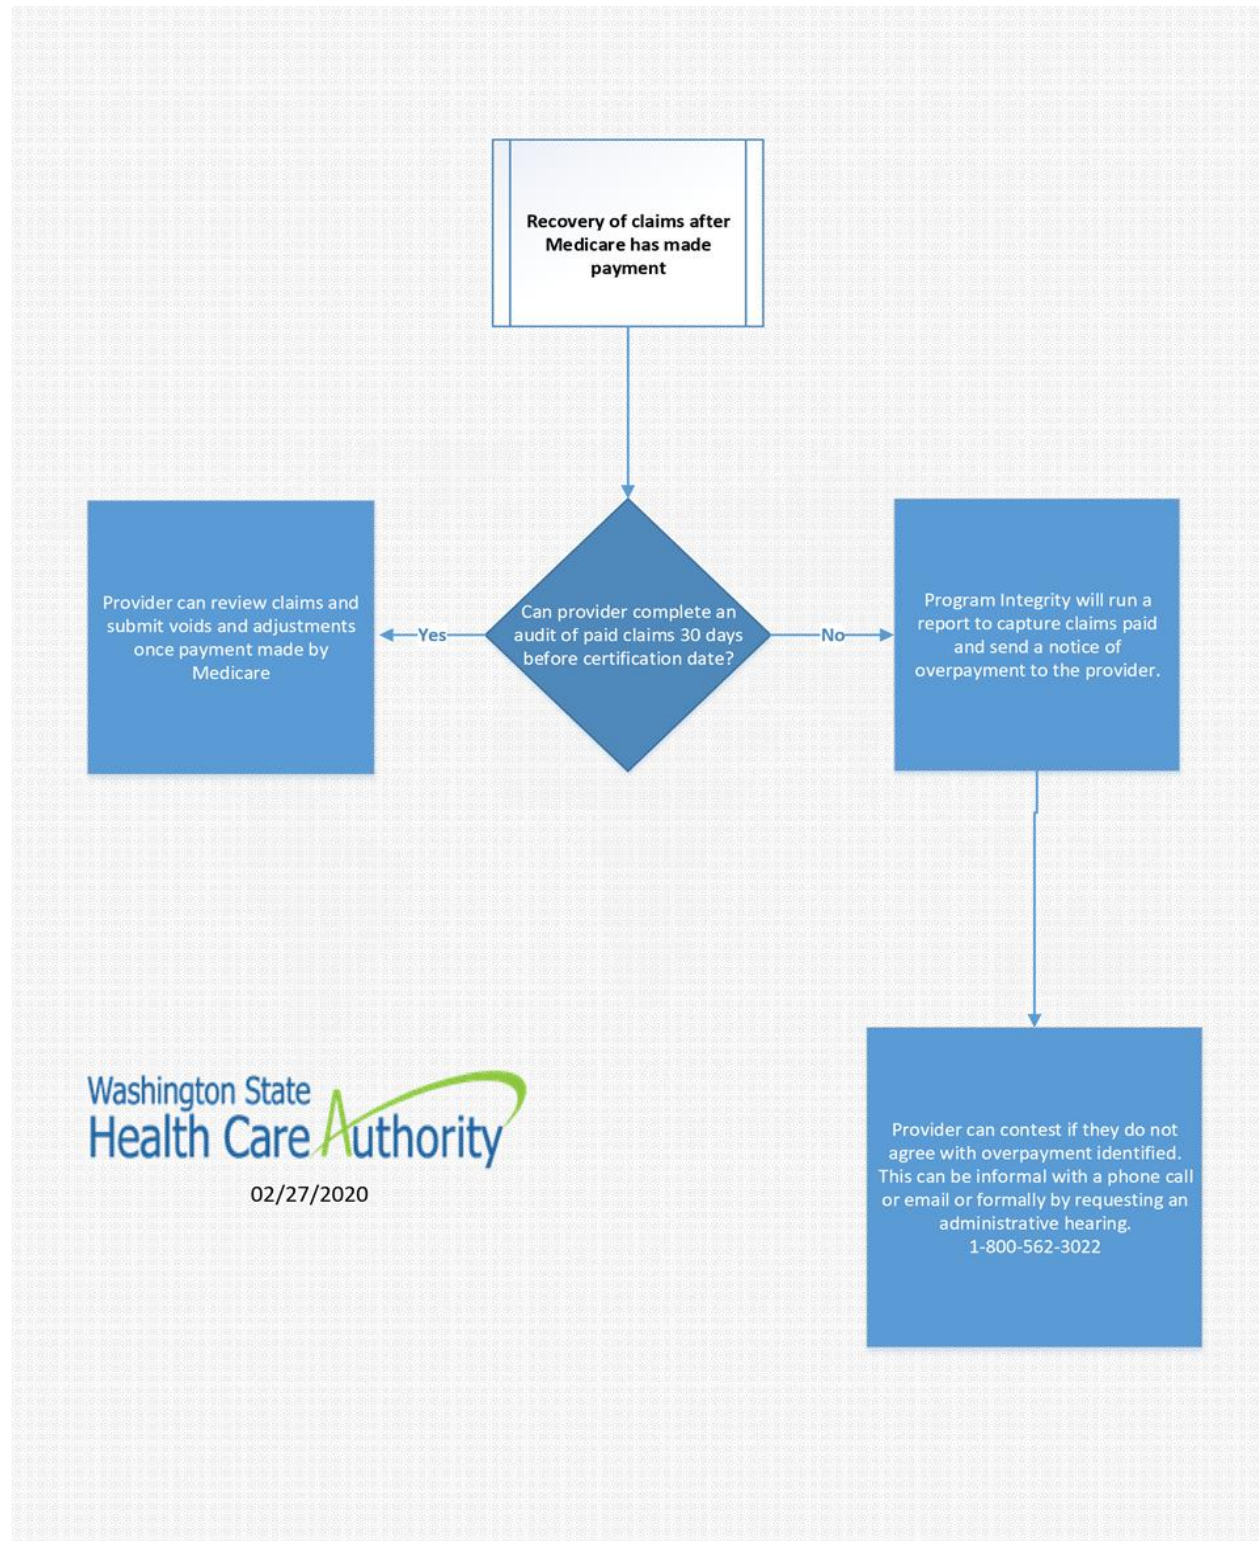 Recovery of claims after
Medicare has made
payment
Provider can review claims and
submit voids and adjustments
once payment made by
Medicare
Yes
Can provider complete an
audit of paid claims 30 days
before certification date?
No
Program Integrity will run a
report to capture claims paid
and send a notice of
overpayment to the provider.
Provider can contest if they do not
agree with overpayment identified.
This can be informal with a phone call
or email or formally by requesting an
administrative hearing.
1-800-562-3022
Washington State
Health Care Authority
02/27/2020